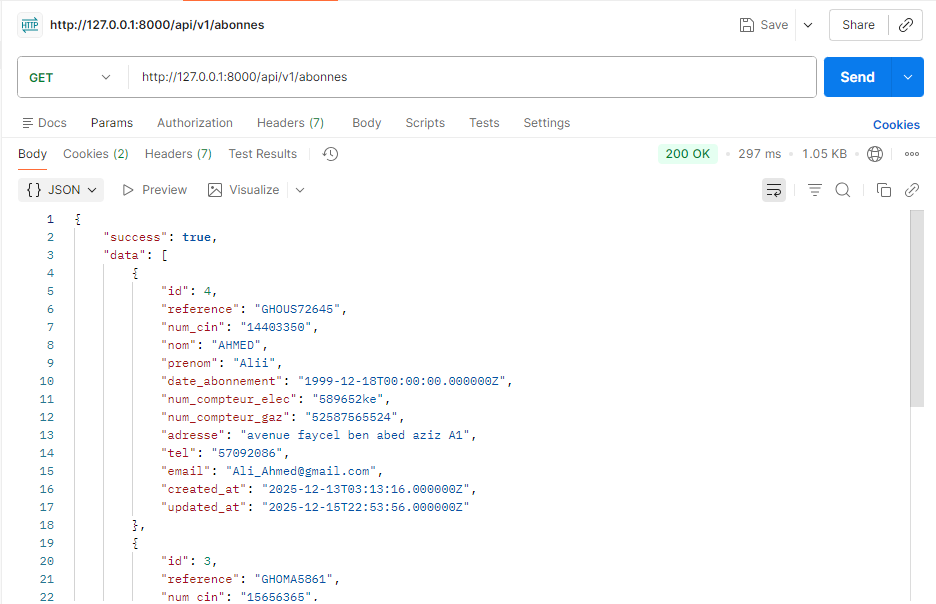 HTTP http://127.0.0.1:8000/api/v1/abonnes Save Share
GET http://127.0.0.1:8000/api/v1/abonnes Send
Docs Params Authorization Headers (7) Body Scripts Tests Settings Cookies
Body Cookies (2) Headers (7) Test Results 200 OK • 297 ms • 1.05 KB •
{} JSON Preview Visualize
1 {
2 "success": true,
3 "data": [
4 {
5 "id": 4,
6 "reference": "GHOUS72645",
7 "num_cin": "14403350",
8 "nom": "AHMED",
9 "prenom": "Alii",
10 "date_abonnement": "1999-12-18T00:00:00.000000Z",
11 "num_compteur_elec": "589652ke",
12 "num_compteur_gaz": "52587565524",
13 "adresse": "avenue faycel ben abed aziz A1",
14 "tel": "57092086",
15 "email": "Ali_Ahmed@gmail.com",
16 "created_at": "2025-12-13T03:13:16.000000Z",
17 "updated_at": "2025-12-15T22:53:56.000000Z"
18 },
19 {
20 "id": 3,
21 "reference": "GHOMA5861",
22 "num_cin": "15656365",